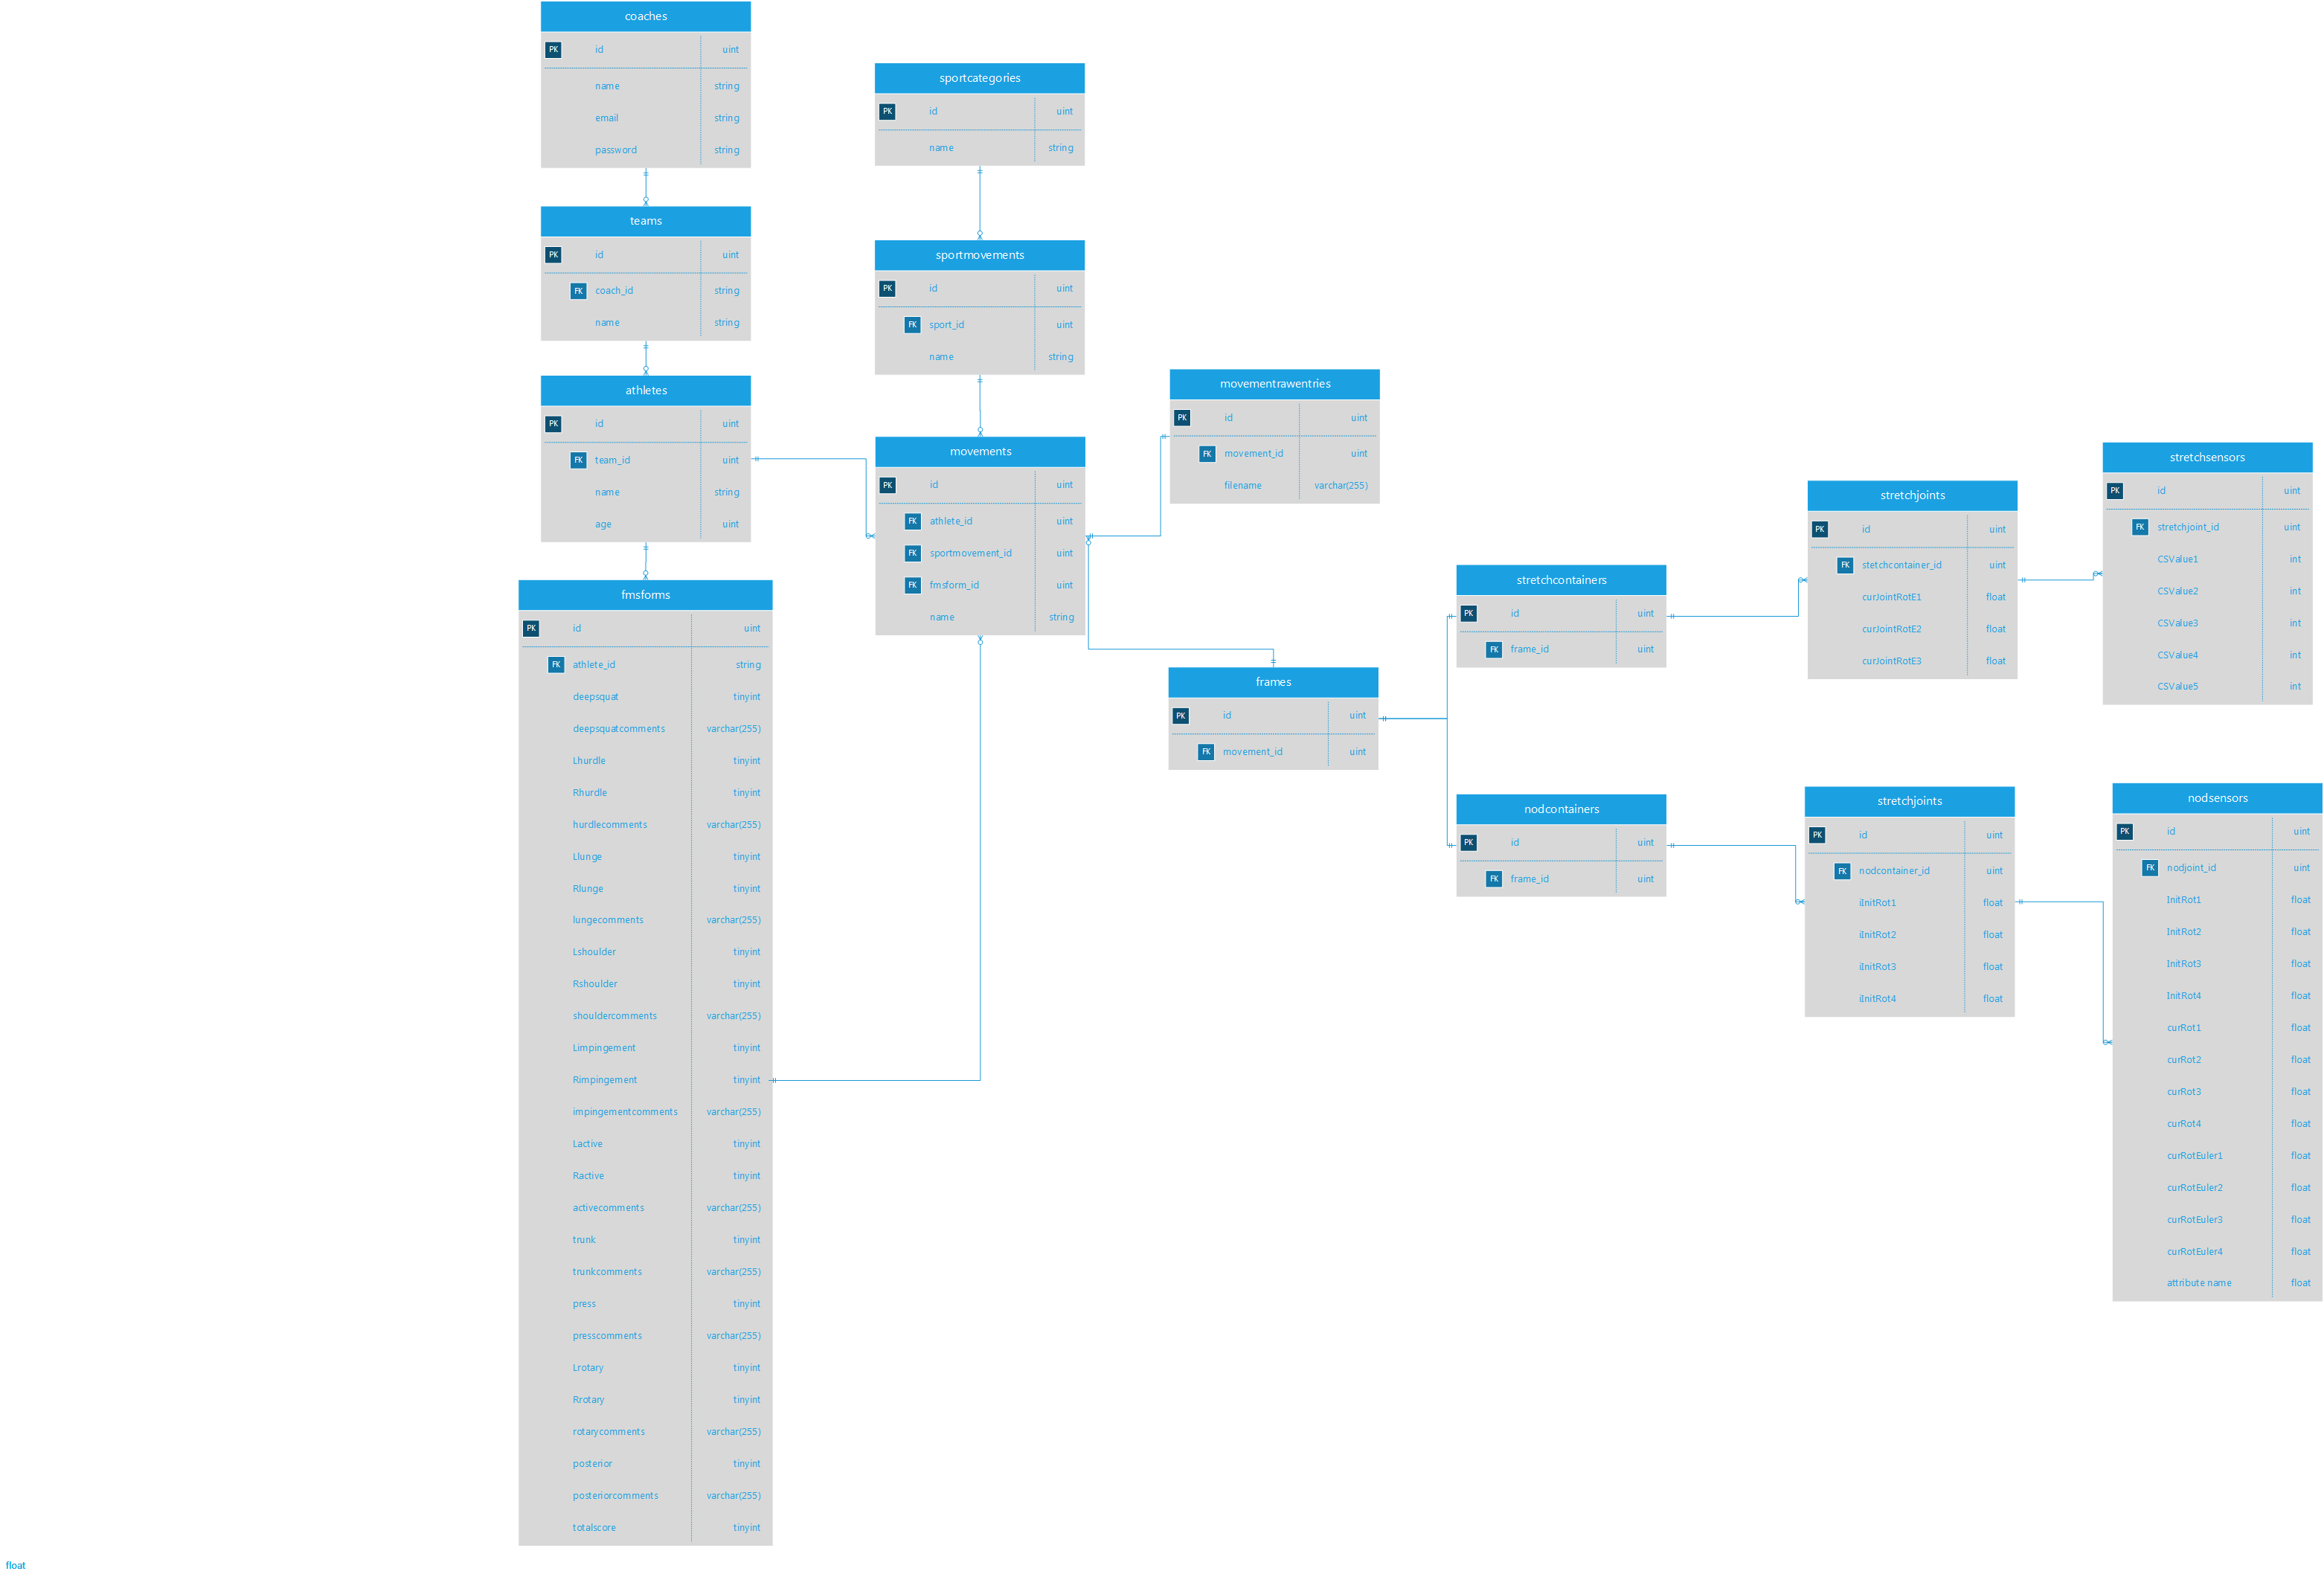 coaches
PK id uint
name string
email string
password string
teams
PK id uint
FK coach_id string
name string
athletes
PK id uint
FK team_id uint
name string
age uint
fmsforms
PK id uint
FK athlete_id string
deepsquat tinyint
deepsquatcomments varchar(255)
Lhurdle tinyint
Rhurdle tinyint
hurdlecomments varchar(255)
Llunge tinyint
Rlunge tinyint
lungecomments varchar(255)
Lshoulder tinyint
Rshoulder tinyint
shouldercomments varchar(255)
Limpingement tinyint
Rimpingement tinyint
impingementcomments varchar(255)
Lactive tinyint
Ractive tinyint
activecomments varchar(255)
trunk tinyint
trunkcomments varchar(255)
press tinyint
presscomments varchar(255)
Lrotary tinyint
Rrotary tinyint
rotarycomments varchar(255)
posterior tinyint
posteriorcomments varchar(255)
totalscore tinyint
sportcategories
PK id uint
name string
sportmovements
PK id uint
FK sport_id uint
name string
movements
PK id uint
FK athlete_id uint
FK sportmovement_id uint
FK fmsform_id uint
name string
movementrawentries
PK id uint
FK movement_id uint
filename varchar(255)
frames
PK id uint
FK movement_id uint
stretchcontainers
PK id uint
FK frame_id uint
nodcontainers
PK id uint
FK frame_id uint
stretchjoints
PK id uint
FK stetchcontainer_id uint
curJointRotE1 float
curJointRotE2 float
curJointRotE3 float
stretchjoints
PK id uint
FK nodcontainer_id uint
iInitRot1 float
iInitRot2 float
iInitRot3 float
iInitRot4 float
stretchsensors
PK id uint
FK stretchjoint_id uint
CSValue1 int
CSValue2 int
CSValue3 int
CSValue4 int
CSValue5 int
nodsensors
PK id uint
FK nodjoint_id uint
InitRot1 float
InitRot2 float
InitRot3 float
InitRot4 float
curRot1 float
curRot2 float
curRot3 float
curRot4 float
curRotEuler1 float
curRotEuler2 float
curRotEuler3 float
curRotEuler4 float
attribute name float
float